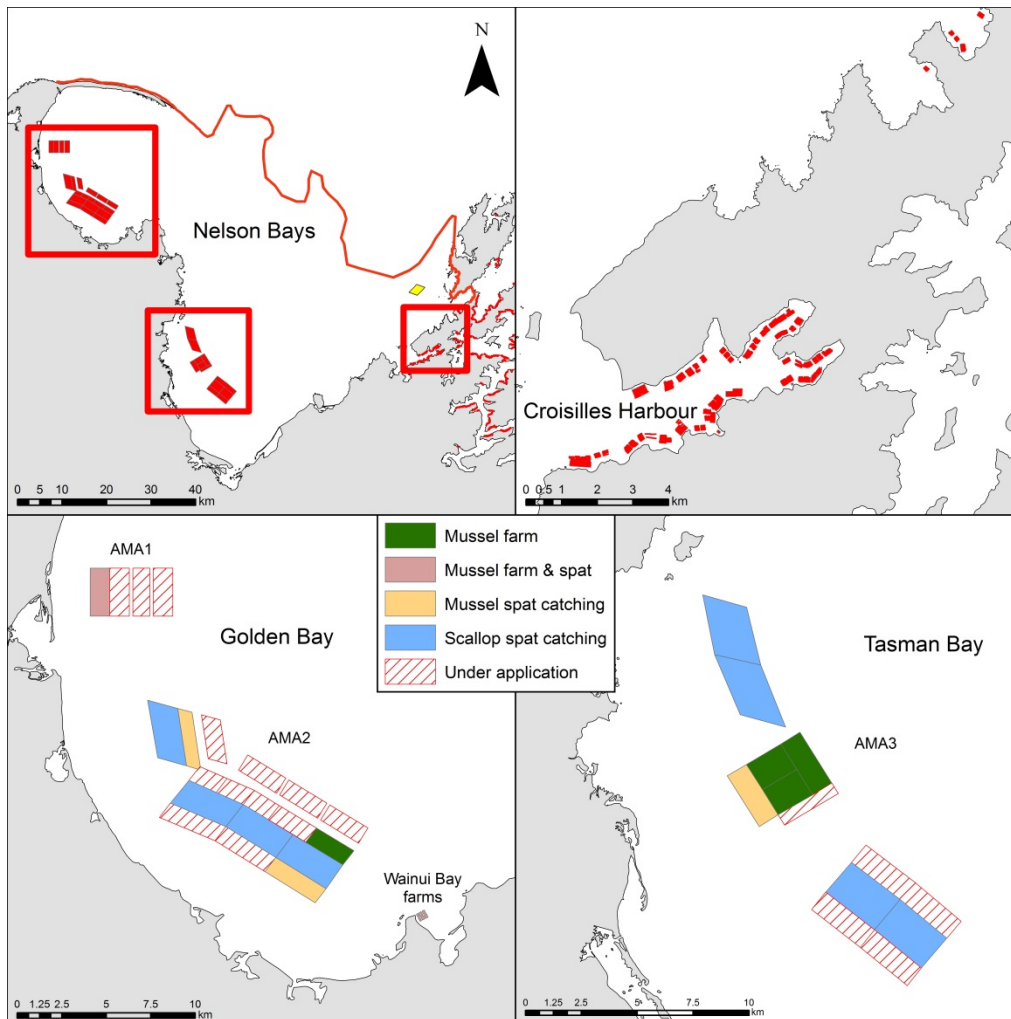 N
Nelson Bays
0 5 10 20 30 40
km
Croisilles Harbour
0 0.5 1 2 3 4
km
Mussel farm
Mussel farm & spat
Mussel spat catching
Scallop spat catching
Under application
AMA1
Golden Bay
AMA2
Wainui Bay
farms
0 1.25 2.5 5 7.5 10
km
Tasman Bay
AMA3
0 1.25 2.5 5 7.5 10
km